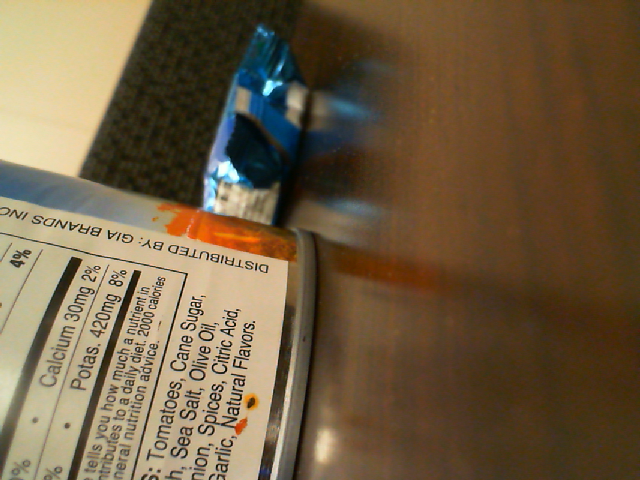 4%
% • Calcium 30mg 2%
% • Potas. 420mg 8%
tells you how much a nutrient in
ntributes to a daily diet. 2000 calories
neral nutrition advice.
S: Tomatoes, Cane Sugar,
h, Sea Salt, Olive Oil,
nion, Spices, Citric Acid,
Garlic, Natural Flavors.
DISTRIBUTED BY: GIA BRANDS INC